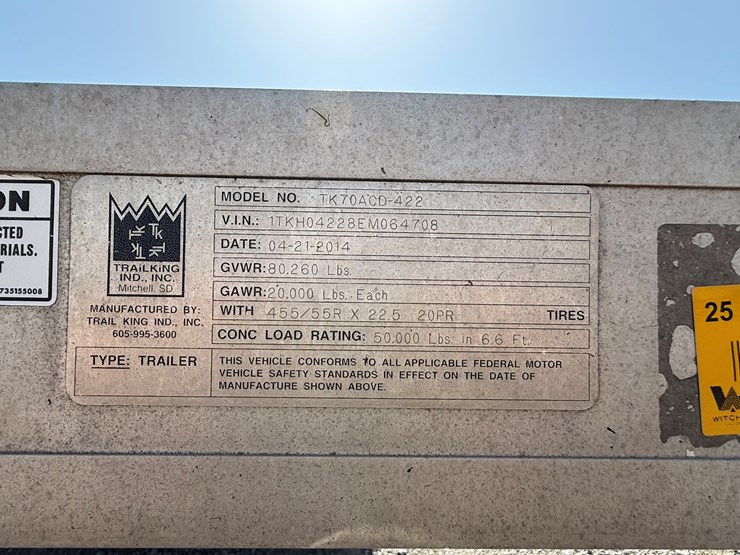 ON
CTED
RIALS.
T
735155008
TK
TRAILKING
IND., INC.
Mitchell, SD
MANUFACTURED BY:
TRAIL KING IND., INC.
605-995-3600
TYPE: TRAILER
MODEL NO. TK70ACD-422
V.I.N.: 1TKH04228EM064708
DATE: 04-21-2014
GVWR: 80.260 Lbs.
GAWR: 20.000 Lbs. Each
WITH 455/55R X 22.5 20PR TIRES
CONC LOAD RATING: 50.000 Lbs in 6.6 Ft.
THIS VEHICLE CONFORMS TO ALL APPLICABLE FEDERAL MOTOR
VEHICLE SAFETY STANDARDS IN EFFECT ON THE DATE OF
MANUFACTURE SHOWN ABOVE.
25
WITCH